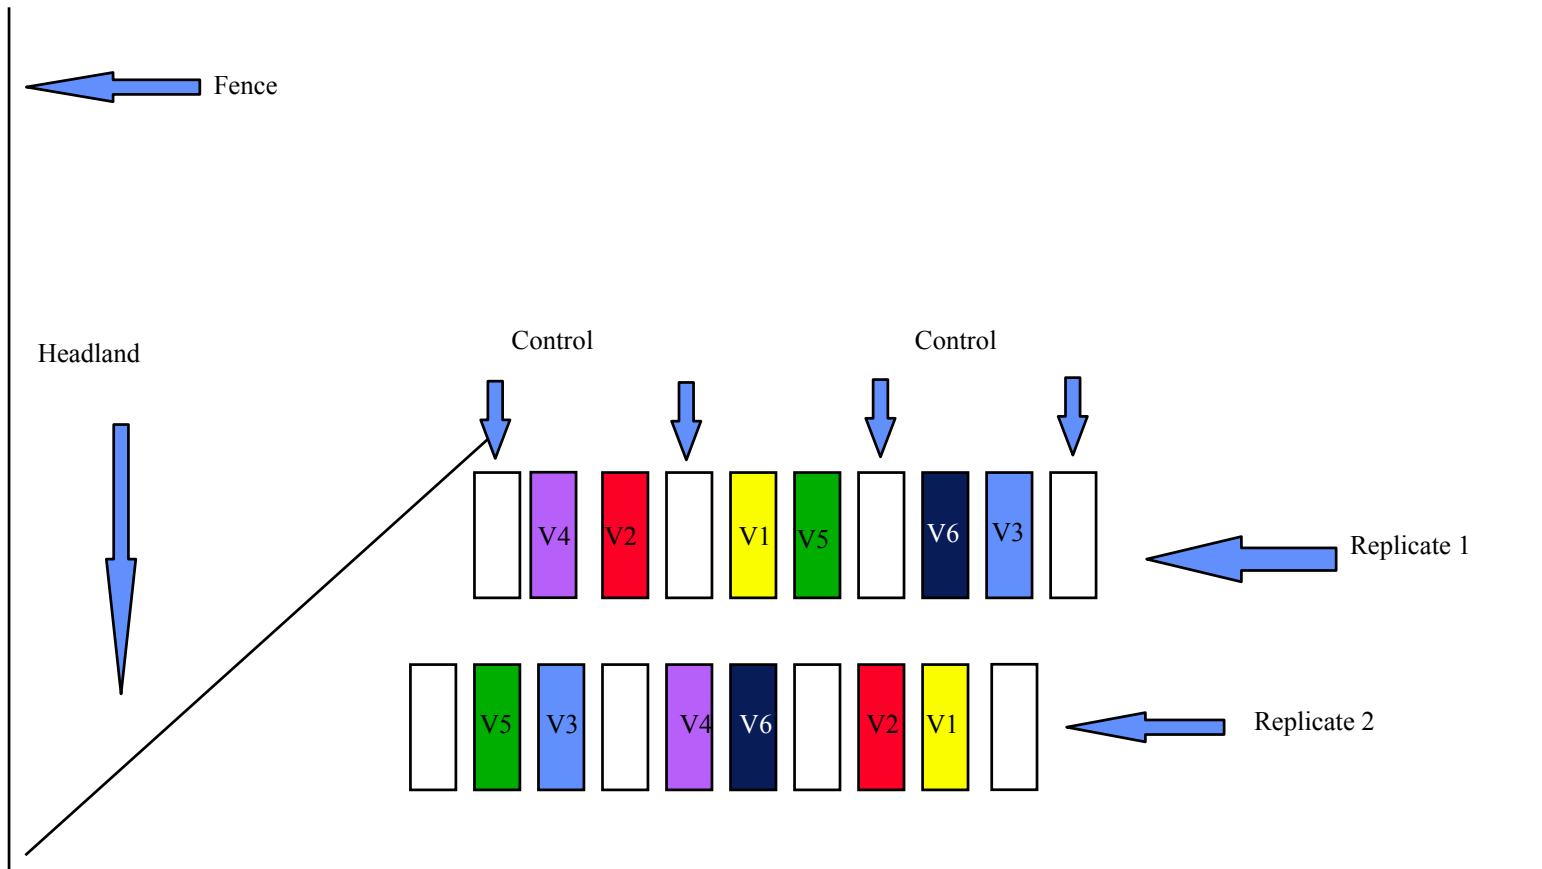 Fence
Control
Control
Headland
V4
V2
V1
V5
V6
V3
Replicate 1
V5
V3
V4
V6
V2
V1
Replicate 2